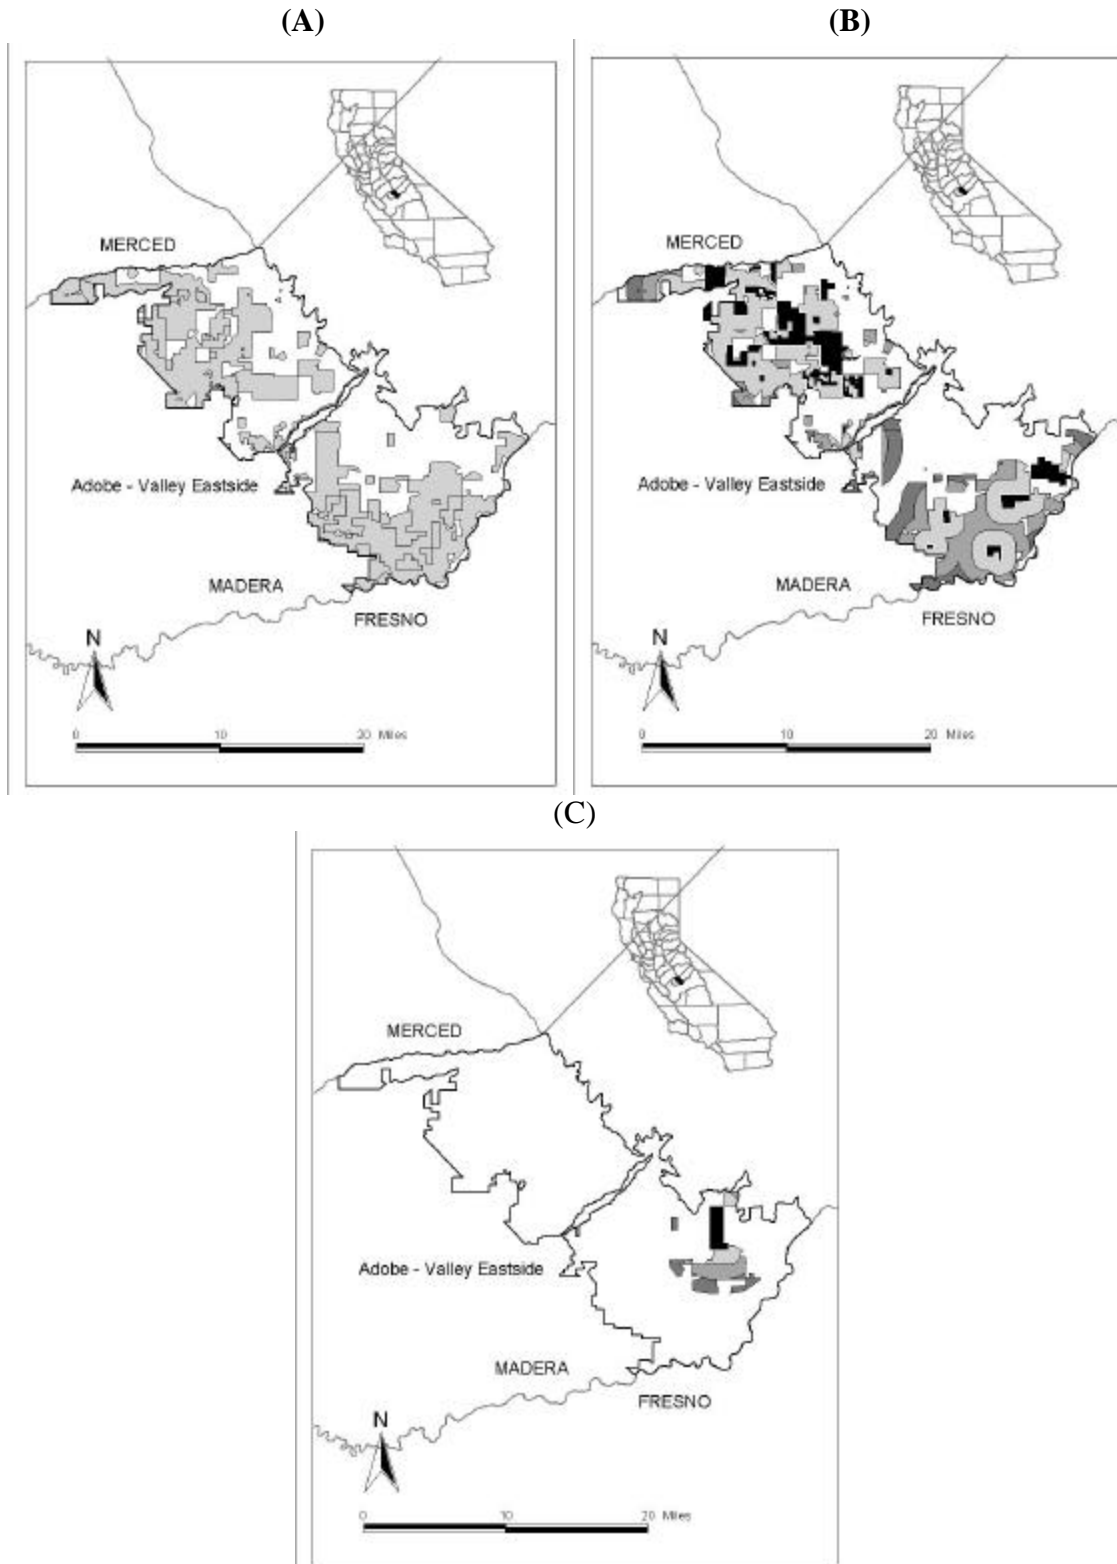 (A)
(B)
MERCED
Adobe - Valley Eastside
MADERA
FRESNO
N
0 10 20 Miles
MERCED
Adobe - Valley Eastside
MADERA
FRESNO
N
0 10 20 Miles
(C)
MERCED
Adobe - Valley Eastside
MADERA
FRESNO
N
0 10 20 Miles